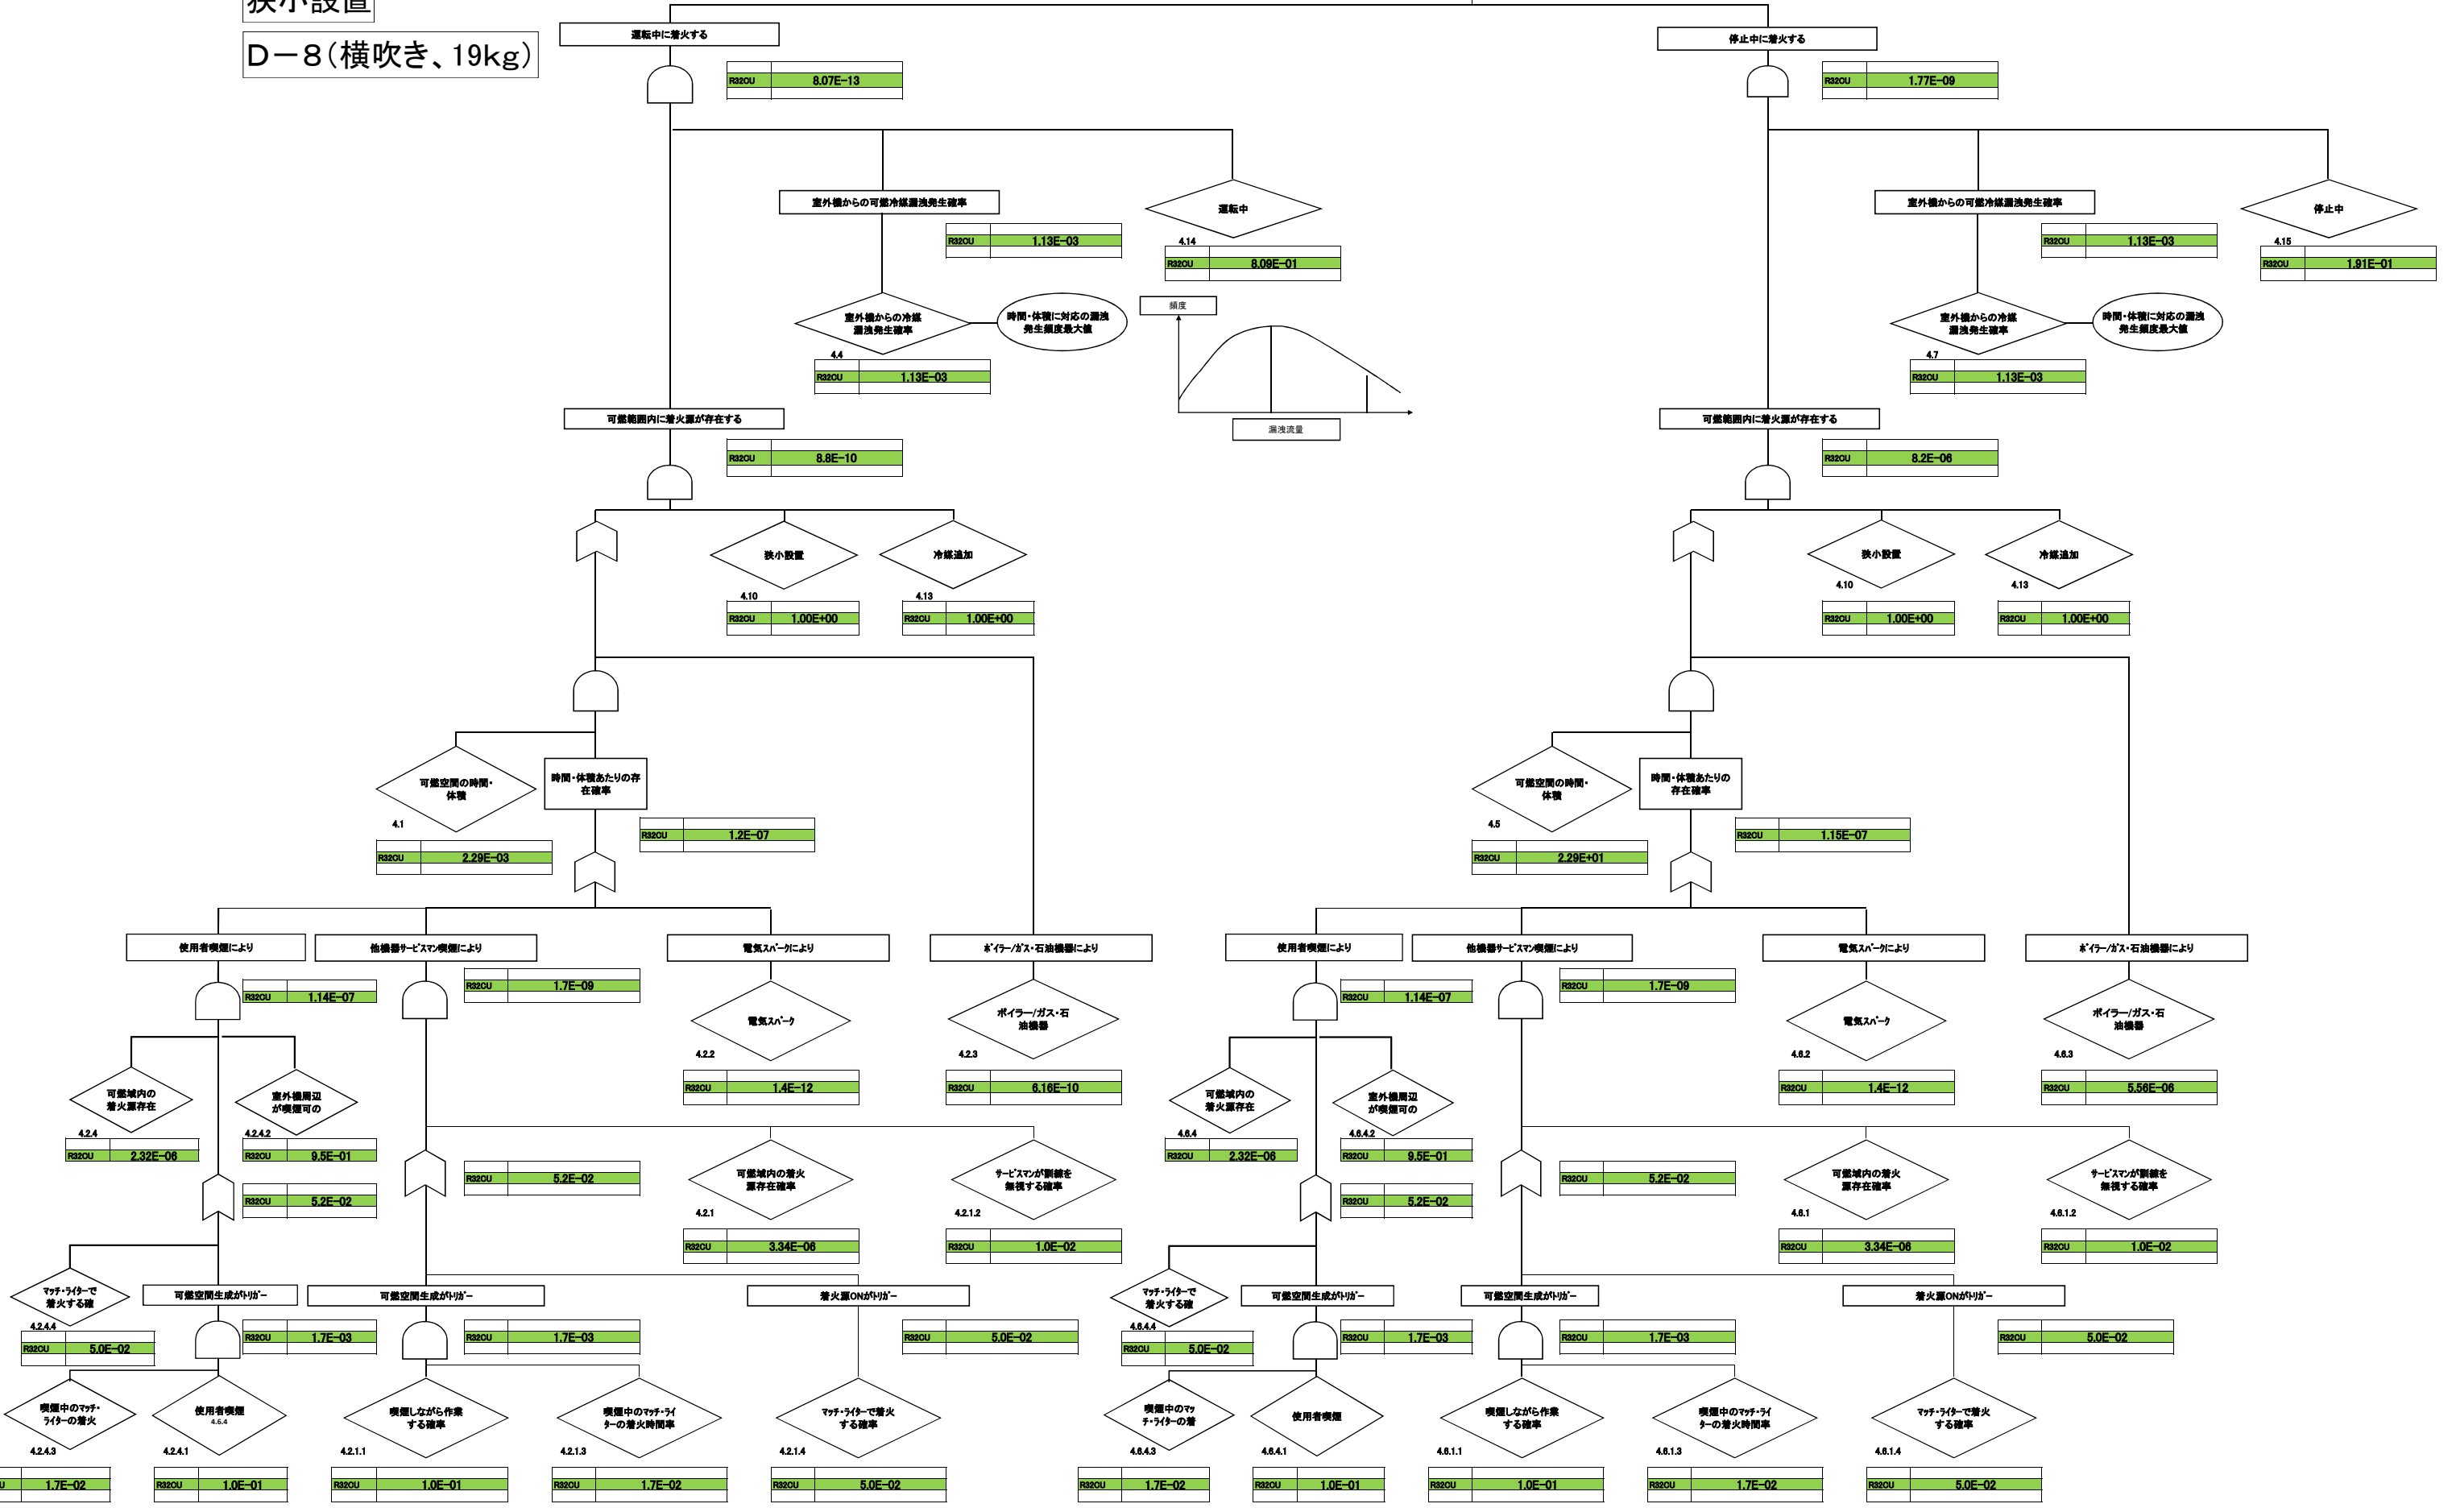 狭小設置
D－8（横吹き、19kg）
運転中に着火する
停止中に着火する
R32CU 8.07E-13
R32CU 1.77E-09
室外機からの可燃冷媒漏洩発生確率
運転中
室外機からの可燃冷媒漏洩発生確率
停止中
R32CU 1.13E-03
4.14
R32CU 8.09E-01
R32CU 1.13E-03
4.15
R32CU 1.91E-01
室外機からの冷媒
漏洩発生確率
時間・体積に対応の漏洩
発生頻度最大値
頻度
室外機からの冷媒
漏洩発生確率
時間・体積に対応の漏洩
発生頻度最大値
4.4
R32CU 1.13E-03
4.7
R32CU 1.13E-03
漏洩流量
可燃範囲内に着火源が存在する
可燃範囲内に着火源が存在する
R32CU 8.8E-10
R32CU 8.2E-06
狭小設置
冷媒追加
狭小設置
冷媒追加
4.10
4.13
4.10
4.13
R32CU 1.00E+00
R32CU 1.00E+00
R32CU 1.00E+00
R32CU 1.00E+00
可燃空間の時間・
体積
時間・体積あたりの存
在確率
可燃空間の時間・
体積
時間・体積あたりの
存在確率
4.1
R32CU 2.29E-03
R32CU 1.2E-07
4.5
R32CU 2.29E+01
R32CU 1.15E-07
使用者喫煙により
他機器サービスマン喫煙により
電気スパークにより
ボイラー/ガス・石油機器により
使用者喫煙により
他機器サービスマン喫煙により
電気スパークにより
ボイラー/ガス・石油機器により
R32CU 1.14E-07
R32CU 1.7E-09
R32CU 1.14E-07
R32CU 1.7E-09
電気スパーク
ボイラー/ガス・石
油機器
電気スパーク
ボイラー/ガス・石
油機器
4.2.2
R32CU 1.4E-12
4.2.3
R32CU 6.16E-10
4.6.2
R32CU 1.4E-12
4.6.3
R32CU 5.56E-06
可燃域内の
着火源存在
室外機周辺
が喫煙可の
可燃域内の
着火源存在
室外機周辺
が喫煙可の
4.2.4
R32CU 2.32E-06
4.2.4.2
R32CU 9.5E-01
4.6.4
R32CU 2.32E-06
4.6.4.2
R32CU 9.5E-01
R32CU 5.2E-02
R32CU 5.2E-02
R32CU 5.2E-02
R32CU 5.2E-02
可燃域内の着火
源存在確率
サービスマンが訓練を
無視する確率
可燃域内の着火
源存在確率
サービスマンが訓練を
無視する確率
4.2.1
R32CU 3.34E-06
4.2.1.2
R32CU 1.0E-02
4.6.1
R32CU 3.34E-06
4.6.1.2
R32CU 1.0E-02
マッチ・ライターで
着火する確
可燃空間生成がトリガー
可燃空間生成がトリガー
着火源ONがトリガー
マッチ・ライターで
着火する確
可燃空間生成がトリガー
可燃空間生成がトリガー
着火源ONがトリガー
4.2.4.4
R32CU 5.0E-02
R32CU 1.7E-03
R32CU 1.7E-03
R32CU 5.0E-02
4.6.4.4
R32CU 5.0E-02
R32CU 1.7E-03
R32CU 1.7E-03
R32CU 5.0E-02
喫煙中のマッチ・
ライターの着火
使用者喫煙
4.6.4
喫煙しながら作業
する確率
喫煙中のマッチ・ライ
ターの着火時間率
マッチ・ライターで着火
する確率
喫煙中のマッ
チ・ライターの着
使用者喫煙
喫煙しながら作業
する確率
喫煙中のマッチ・ライ
ターの着火時間率
マッチ・ライターで着火
する確率
4.2.4.3
4.2.4.1
4.2.1.1
4.2.1.3
4.2.1.4
4.6.4.3
4.6.4.1
4.6.1.1
4.6.1.3
4.6.1.4
U 1.7E-02
R32CU 1.0E-01
R32CU 1.0E-01
R32CU 1.7E-02
R32CU 5.0E-02
R32CU 1.7E-02
R32CU 1.0E-01
R32CU 1.0E-01
R32CU 1.7E-02
R32CU 5.0E-02